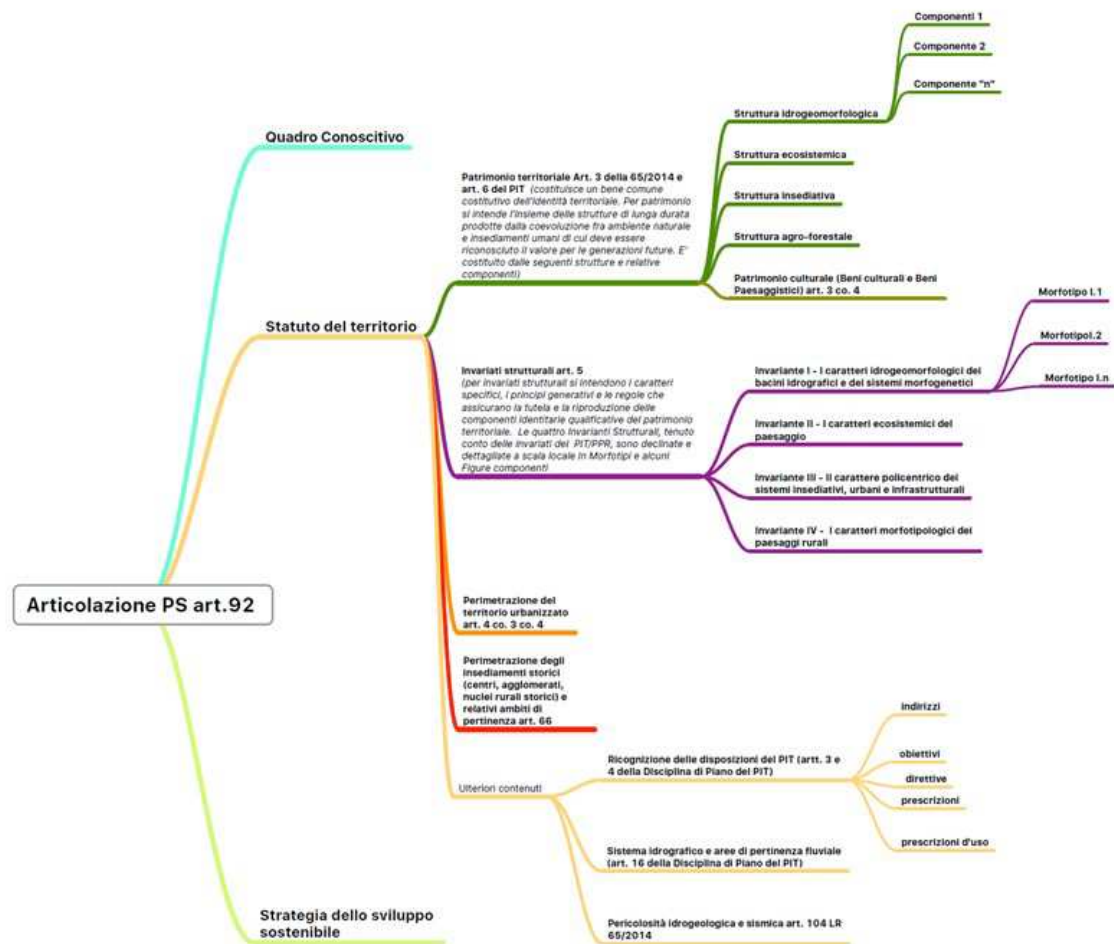 Articolazione PS art.92
Quadro Conoscitivo
Statuto del territorio
Patrimonio territoriale Art. 3 della 65/2014 e
art. 6 del PIT (costituisce un bene comune
costitutivo dell'identità territoriale. Per patrimonio
si intende l'insieme delle strutture di lunga durata
prodotte dalla coevoluzione fra ambiente naturale
e insediamenti umani di cui deve essere
riconosciuto il valore per le generazioni future. E'
costituito dalle seguenti strutture e relative
componenti)
Struttura idrogeomorfologica
Componenti 1
Componente 2
Componente "n"
Struttura ecosistemica
Struttura insediativa
Struttura agro-forestale
Patrimonio culturale (Beni culturali e Beni
Paesaggistici) art. 3 co. 4
Invariati strutturali art. 5
(per invariati strutturali si intendono i caratteri
specifici, i principi generativi e le regole che
assicurano la tutela e la riproduzione delle
componenti identitarie qualificative del patrimonio
territoriale. Le quattro Invarianti Strutturali, tenuto
conto delle invariati del PIT/PPR, sono declinate e
dettagliate a scala locale in Morfotipi e alcuni
Figure componenti)
Invariante I - I caratteri idrogeomorfologici dei
bacini idrografici e dei sistemi morfogenetici
Morfotipo I.1
MorfotipoI.2
Morfotipo I.n
Invariante II - I caratteri ecosistemici del
paesaggio
Invariante III - Il carattere policentrico dei
sistemi insediativi, urbani e infrastrutturali
Invariante IV - I caratteri morfotipologici dei
paesaggi rurali
Perimetrazione del
territorio urbanizzato
art. 4 co. 3 co. 4
Perimetrazione degli
insediamenti storici
(centri, agglomerati,
nuclei rurali storici) e
relativi ambiti di
pertinenza art. 66
Ulteriori contenuti
Ricognizione delle disposizioni del PIT (artt. 3 e
4 della Disciplina di Piano del PIT)
indirizzi
obiettivi
direttive
prescrizioni
prescrizioni d'uso
Sistema idrografico e aree di pertinenza fluviale
(art. 16 della Disciplina di Piano del PIT)
Pericolosità idrogeologica e sismica art. 104 LR
65/2014
Strategia dello sviluppo
sostenibile